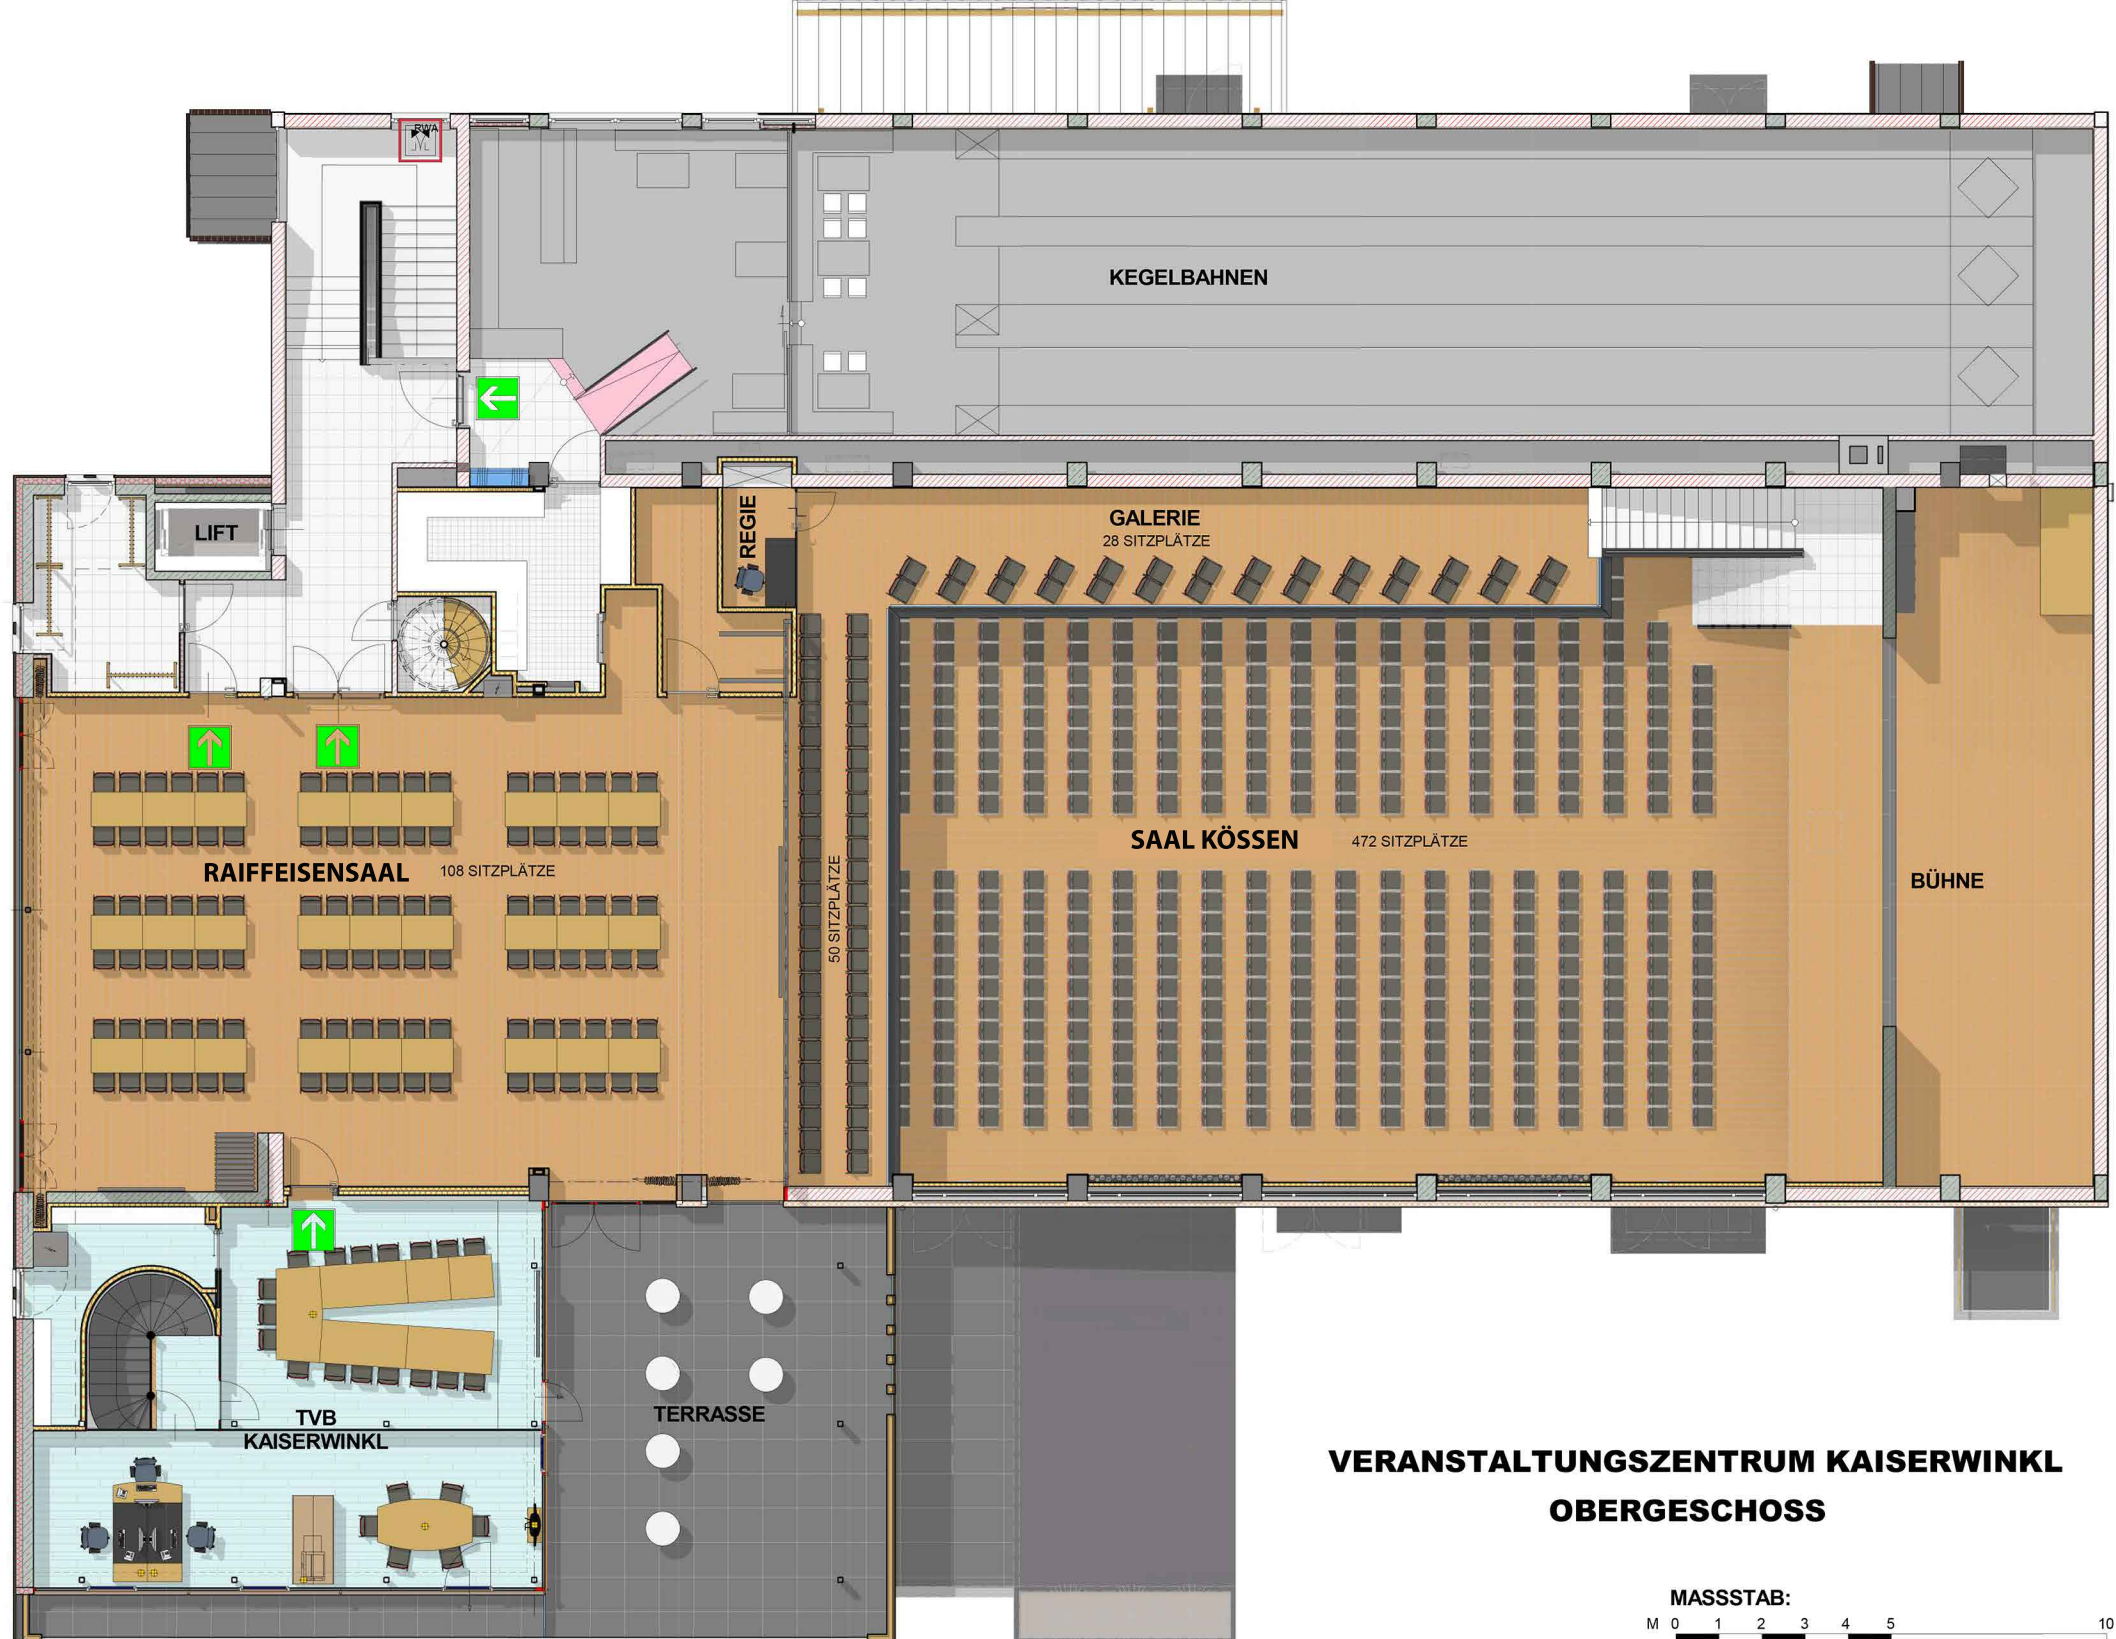 RWA
KEGELBAHNEN
LIFT
REGIE
GALERIE
28 SITZPLÄTZE
RAIFFEISENSAAL 108 SITZPLÄTZE
50 SITZPLÄTZE
SAAL KÖSSEN 472 SITZPLÄTZE
BÜHNE
TVB
KAISERWINKL
TERRASSE
VERANSTALTUNGSZENTRUM KAISERWINKL
OBERGESCHOSS
MASSSTAB:
M 0 1 2 3 4 5 10